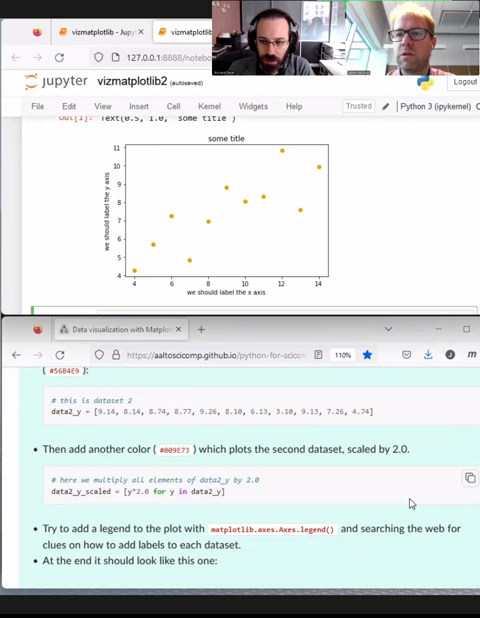 vizmatplotlib - Jupy
vizmatplotlib
127.0.0.1:8888/notebo
jupyter vizmatplotlib2 (autosaved)
Logout
File Edit View Insert Cell Kernel Widgets Trusted Python 3 (ipykernel)
Out[1]: Text(0.5, 1.0, 'some title')
some title
11
10
9
8
7
6
5
4
we should label the y axis
4 6 8 10 12 14
we should label the x axis
Data visualization with Matplo
https://aaltoscicomp.github.io/python-for-scicom 110%
(#56B4E9):
# this is dataset 2
data2_y = [9.14, 8.14, 8.74, 8.77, 9.26, 8.10, 6.13, 3.10, 9.13, 7.26, 4.74]
• Then add another color (#009E73) which plots the second dataset, scaled by 2.0.
# here we multiply all elements of data2_y by 2.0
data2_y_scaled = [y*2.0 for y in data2_y]
• Try to add a legend to the plot with matplotlib.axes.Axes.legend() and searching the web for
clues on how to add labels to each dataset.
• At the end it should look like this one: